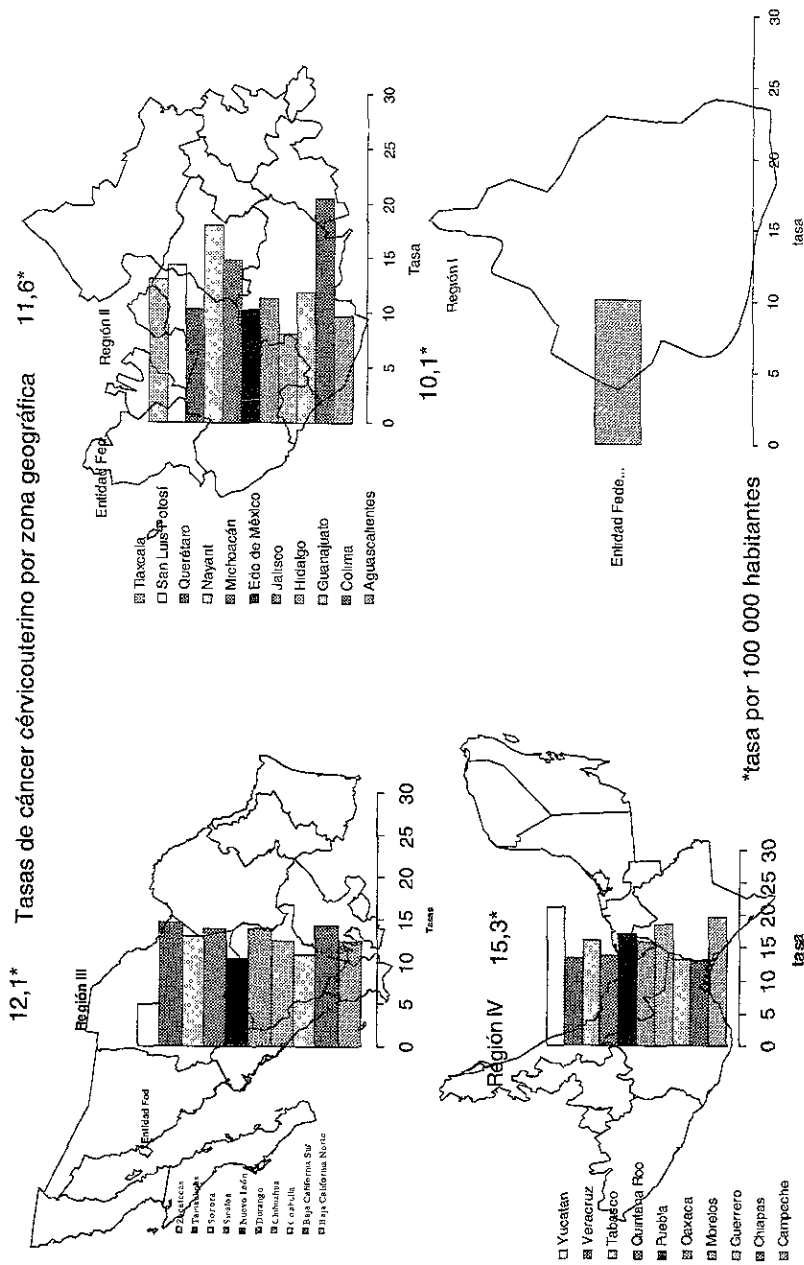 Tasas de cáncer cérvicouterino por zona geográfica
12,1*
Región III
Entidad Fed
Zacatecas
Tamaulipas
Sonora
Sinaloa
Nuevo León
Durango
Chihuahua
Coahuila
Baja California Sur
Baja California Norte
0 5 10 15 20 25 30
Tasas
11,6*
Región II
Entidad Fed
Tlaxcala
San Luis Potosí
Querétaro
Nayarit
Michoacán
Edo de México
Jalisco
Hidalgo
Guanajuato
Colima
Aguascalientes
0 5 10 15 20 25 30
Tasa
Región IV 15,3*
Yucatan
Veracruz
Tabasco
Quintana Roo
Puebla
Oaxaca
Morelos
Guerrero
Chiapas
Campeche
0 5 10 15 20 25 30
tasa
10,1*
Región I
Entidad Fede...
0 5 10 15 20 25 30
tasa
*tasa por 100 000 habitantes